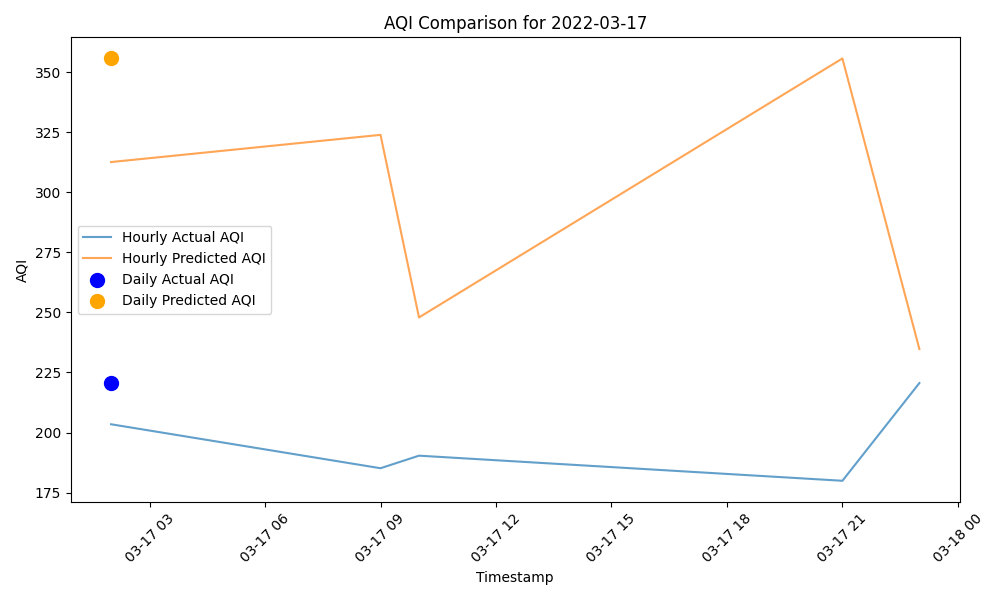 AQI Comparison for 2022-03-17
AQI
350
325
300
275
250
225
200
175
Hourly Actual AQI
Hourly Predicted AQI
Daily Actual AQI
Daily Predicted AQI
03-17 03
03-17 06
03-17 09
03-17 12
03-17 15
03-17 18
03-17 21
03-18 00
Timestamp